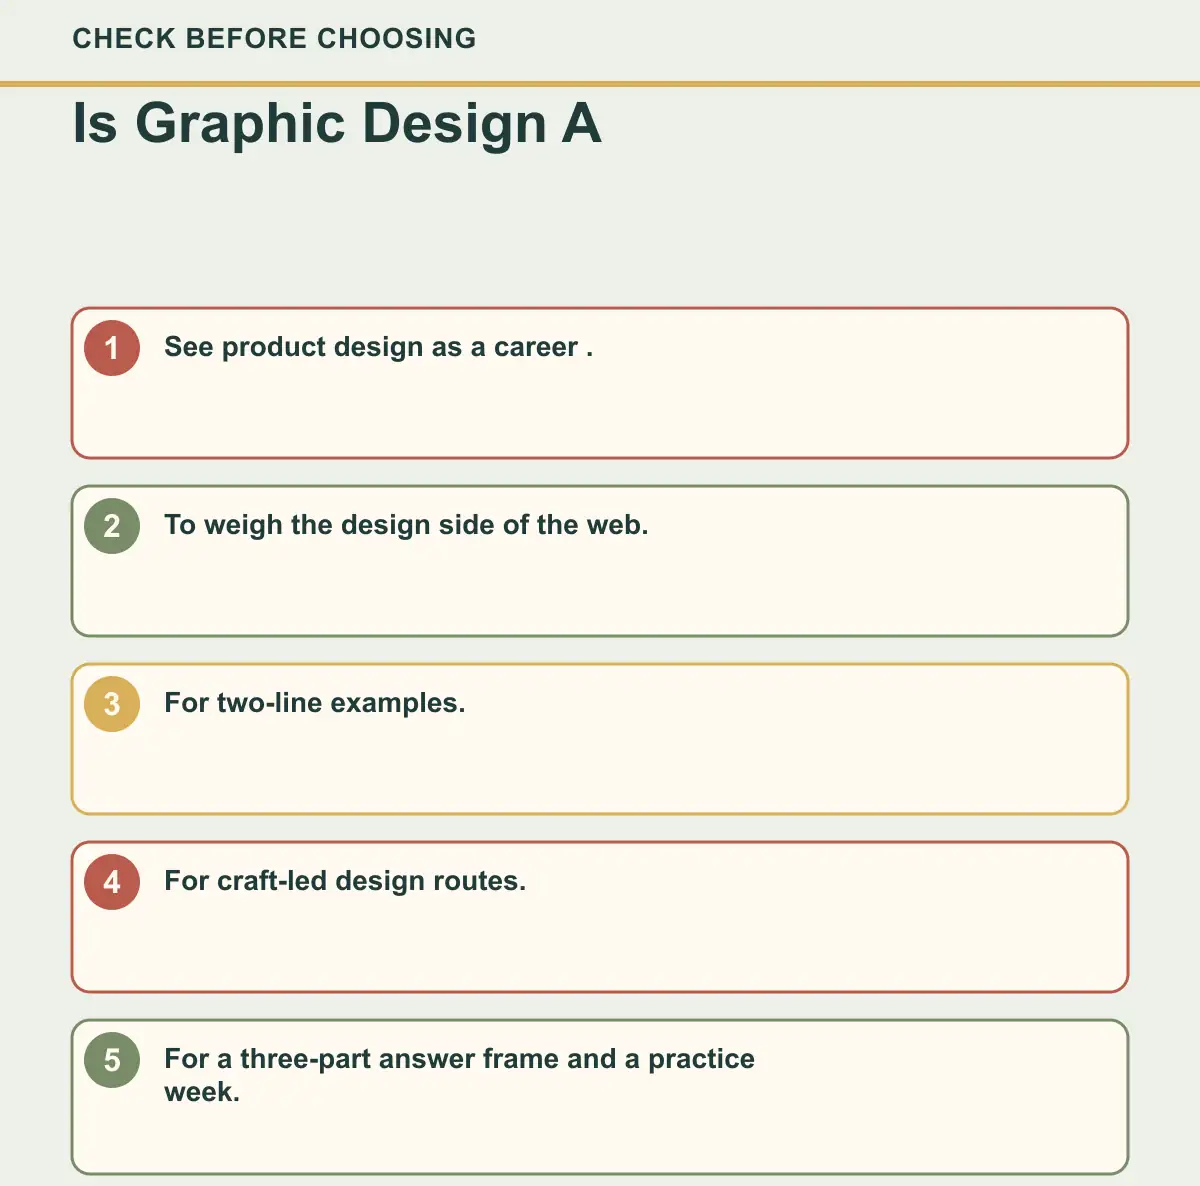 CHECK BEFORE CHOOSING
Is Graphic Design A
1 See product design as a career .
2 To weigh the design side of the web.
3 For two-line examples.
4 For craft-led design routes.
5 For a three-part answer frame and a practice
week.